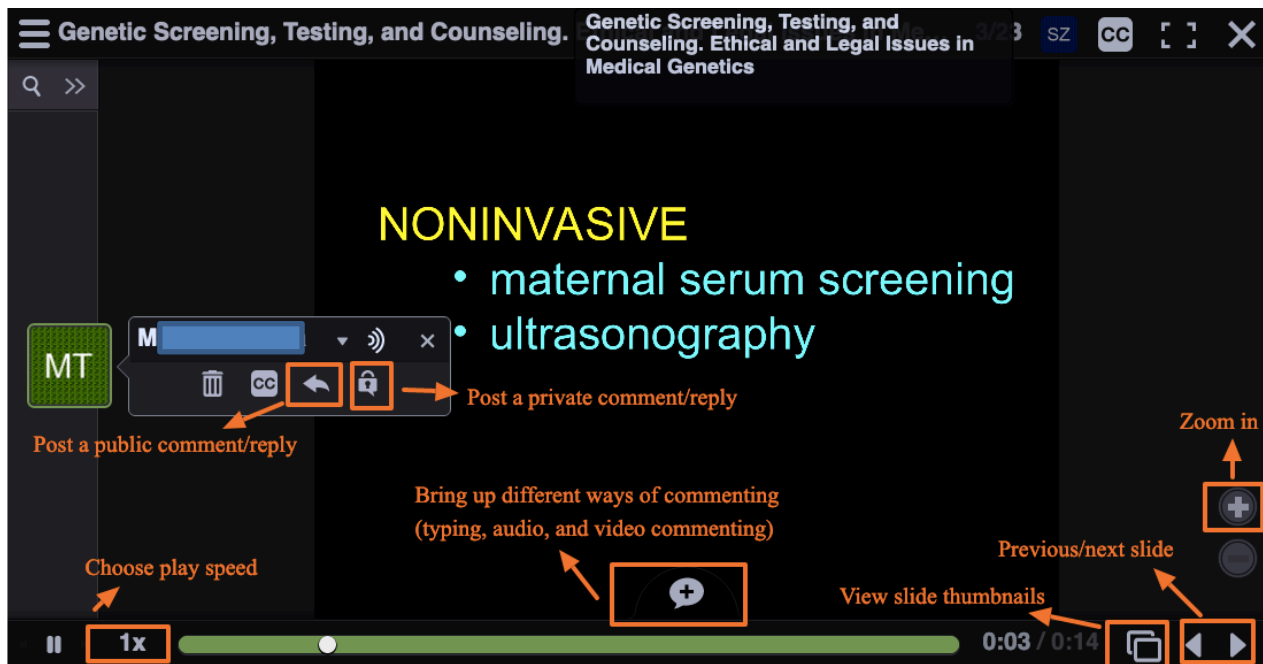 Genetic Screening, Testing, and Counseling.
Genetic Screening, Testing, and
Counseling. Ethical and Legal Issues in
Medical Genetics
3/23
SZ
CC
NONINVASIVE
• maternal serum screening
• ultrasonography
M
MT
CC
Post a private comment/reply
Post a public comment/reply
Zoom in
Bring up different ways of commenting
(typing, audio, and video commenting)
Previous/next slide
Choose play speed
View slide thumbnails
1x
0:03 / 0:14